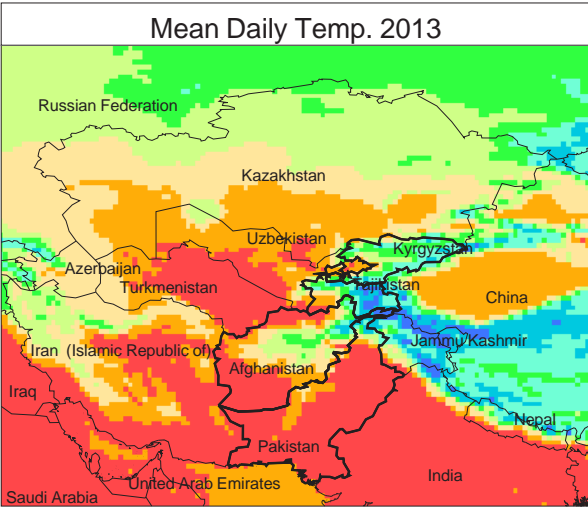 Mean Daily Temp. 2013
Russian Federation
Kazakhstan
Uzbekistan
Kyrgyzstan
Azerbaijan
Turkmenistan
Tajikistan
China
Iran (Islamic Republic of)
Jammu/Kashmir
Afghanistan
Iraq
Nepal
Pakistan
India
United Arab Emirates
Saudi Arabia